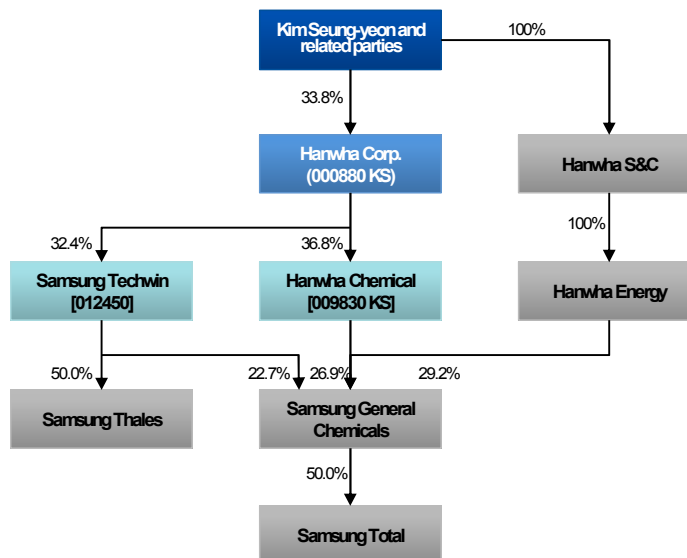 Kim Seung-yeon and
related parties
100%
33.8%
Hanwha Corp.
(000880 KS)
Hanwha S&C
32.4%
36.8%
100%
Samsung Techwin
[012450]
Hanwha Chemical
[009830 KS]
Hanwha Energy
50.0%
22.7%
26.9%
29.2%
Samsung Thales
Samsung General
Chemicals
50.0%
Samsung Total